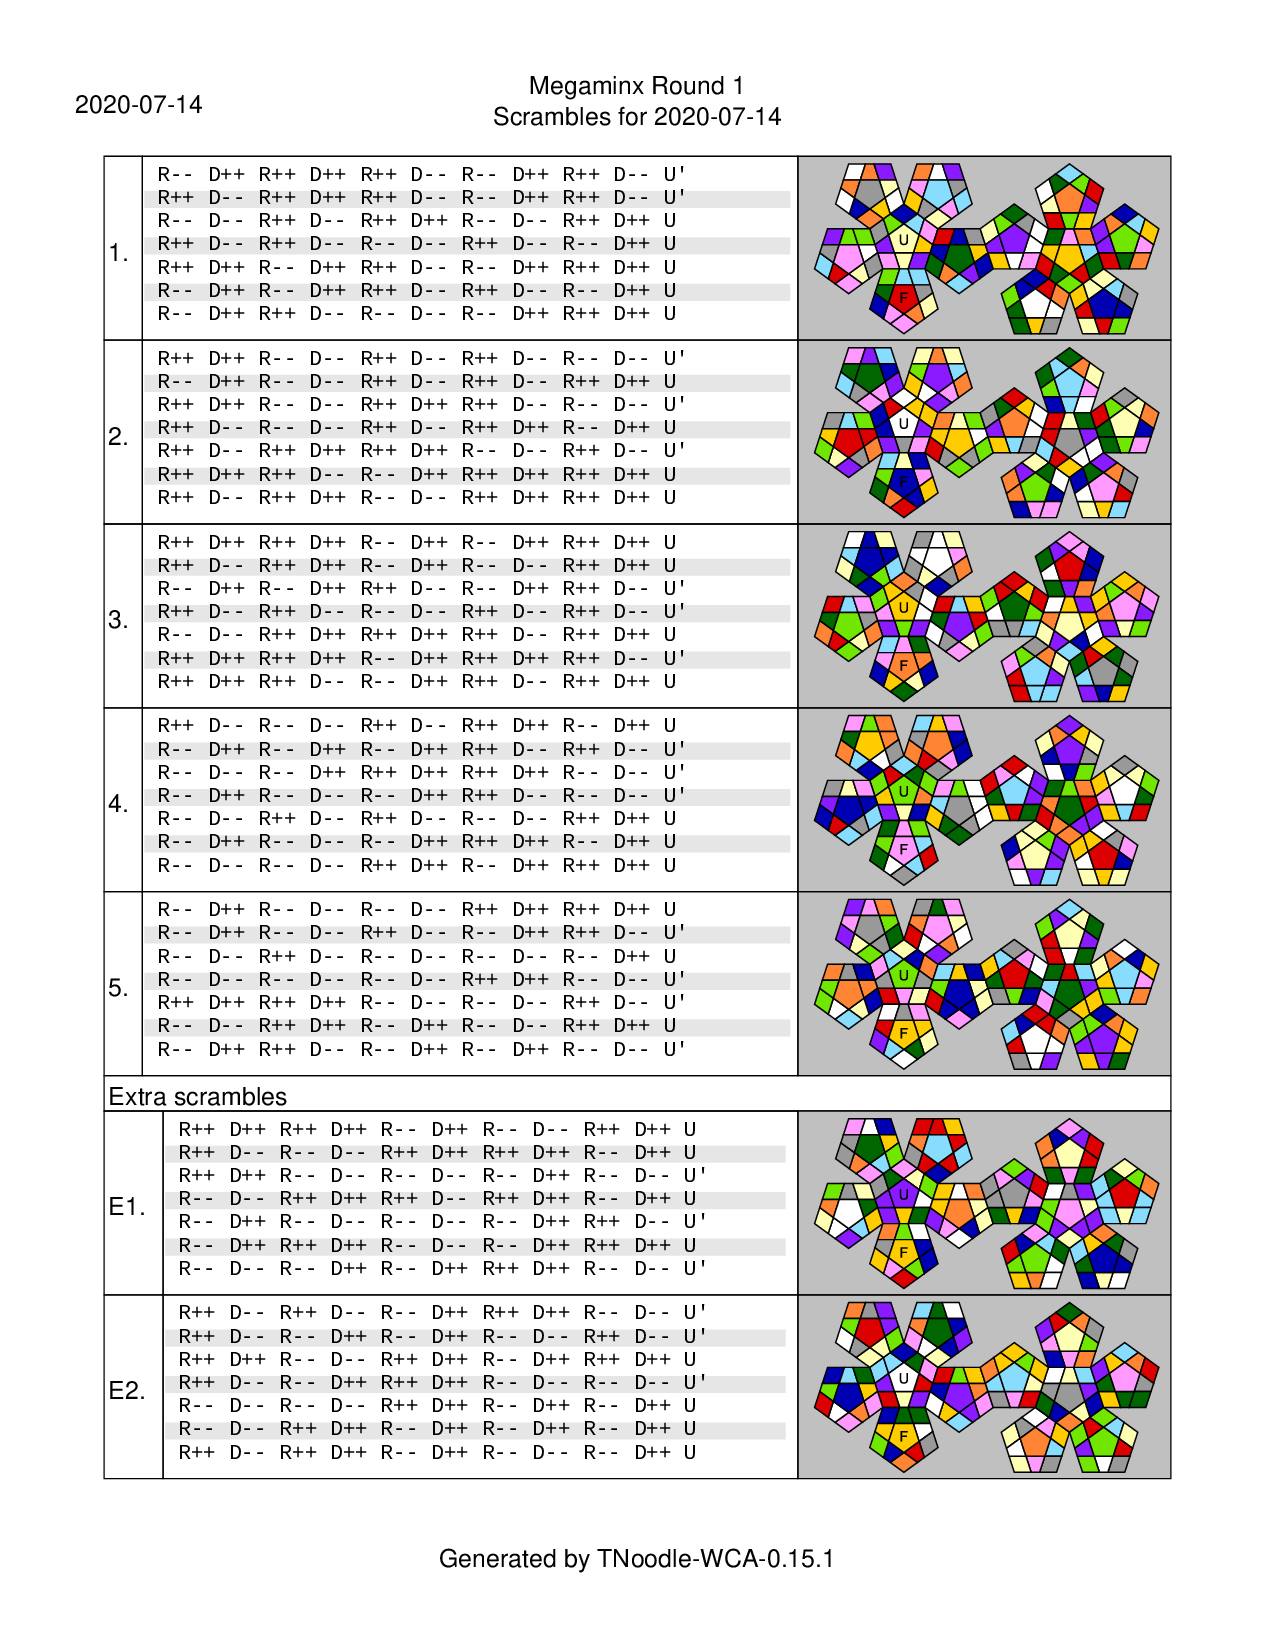 2020-07-14
Megaminx Round 1
Scrambles for 2020-07-14
1.
R-- D++ R++ D++ R++ D-- R-- D++ R++ D-- U'
R++ D-- R++ D++ R++ D-- R-- D++ R++ D-- U'
R-- D-- R++ D-- R++ D++ R-- D-- R++ D++ U
R++ D-- R++ D-- R-- D-- R++ D-- R-- D++ U
R++ D++ R-- D++ R++ D-- R-- D++ R++ D++ U
R-- D++ R-- D++ R++ D-- R++ D-- R-- D++ U
R-- D++ R++ D-- R-- D-- R-- D++ R++ D++ U
U
F
2.
R++ D++ R-- D-- R++ D-- R++ D-- R-- D-- U'
R-- D++ R-- D-- R++ D-- R++ D-- R++ D++ U
R++ D++ R-- D-- R++ D++ R++ D-- R-- D-- U'
R++ D-- R-- D-- R++ D-- R++ D++ R-- D++ U
R++ D-- R++ D++ R++ D++ R-- D-- R++ D-- U'
R++ D++ R++ D-- R-- D++ R++ D++ R++ D++ U
R++ D-- R++ D++ R-- D-- R++ D++ R++ D++ U
U
F
3.
R++ D++ R++ D++ R-- D++ R-- D++ R++ D++ U
R++ D-- R-- D++ R-- D++ R-- D-- R++ D++ U
R-- D++ R-- D++ R++ D-- R-- D++ R++ D-- U'
R++ D-- R++ D-- R-- D-- R++ D-- R++ D-- U'
R-- D-- R++ D++ R++ D++ R++ D-- R++ D++ U
R++ D++ R++ D++ R-- D++ R++ D++ R++ D-- U'
R++ D++ R++ D-- R-- D++ R++ D-- R++ D++ U
U
F
4.
R++ D-- R-- D-- R++ D-- R++ D++ R-- D++ U
R-- D++ R-- D++ R-- D++ R++ D-- R++ D-- U'
R-- D-- R-- D++ R++ D++ R++ D++ R-- D-- U'
R-- D++ R-- D-- R-- D++ R++ D-- R-- D-- U'
R-- D-- R++ D-- R++ D-- R-- D-- R++ D++ U
R-- D++ R-- D-- R-- D++ R++ D++ R-- D++ U
R-- D-- R-- D-- R++ D++ R-- D++ R++ D++ U
U
F
5.
R-- D++ R-- D-- R-- D-- R++ D++ R++ D++ U
R-- D++ R-- D-- R++ D-- R-- D++ R++ D-- U'
R-- D-- R++ D-- R-- D-- R-- D-- R-- D++ U
R-- D-- R-- D-- R-- D-- R++ D++ R-- D-- U'
R++ D++ R++ D++ R-- D-- R-- D-- R++ D-- U'
R-- D-- R++ D++ R-- D++ R-- D-- R++ D++ U
R-- D++ R++ D-- R-- D++ R-- D++ R-- D-- U'
U
F
Extra scrambles
E1.
R++ D++ R++ D++ R-- D++ R-- D-- R++ D++ U
R++ D-- R-- D-- R++ D++ R++ D++ R-- D++ U
R++ D++ R-- D-- R-- D-- R-- D++ R-- D-- U'
R-- D-- R++ D++ R++ D-- R++ D++ R-- D++ U
R-- D++ R-- D-- R-- D-- R-- D++ R++ D-- U'
R-- D++ R++ D++ R-- D-- R-- D++ R++ D++ U
R-- D-- R-- D++ R-- D++ R++ D++ R-- D-- U'
U
F
E2.
R++ D-- R++ D-- R-- D++ R++ D++ R-- D-- U'
R++ D-- R-- D++ R-- D++ R-- D-- R++ D-- U'
R++ D++ R-- D-- R++ D++ R-- D++ R++ D++ U
R++ D-- R-- D++ R++ D++ R-- D-- R-- D-- U'
R-- D-- R-- D-- R++ D++ R-- D++ R-- D++ U
R-- D-- R++ D++ R-- D++ R-- D++ R-- D++ U
R++ D-- R++ D++ R-- D++ R-- D-- R-- D++ U
U
F
Generated by TNoodle-WCA-0.15.1